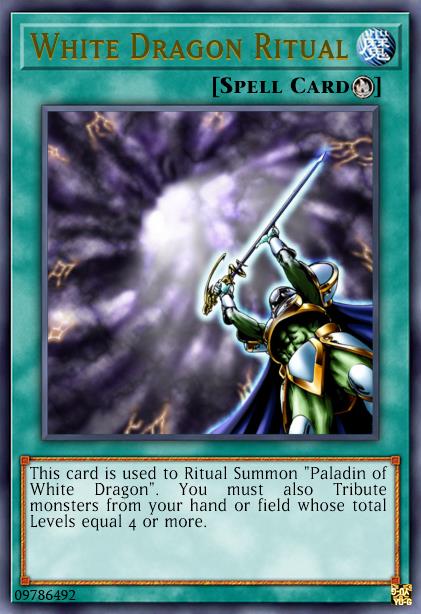 White Dragon Ritual 魔
[Spell Card]
This card is used to Ritual Summon "Paladin of
White Dragon". You must also Tribute
monsters from your hand or field whose total
Levels equal 4 or more.
09786492